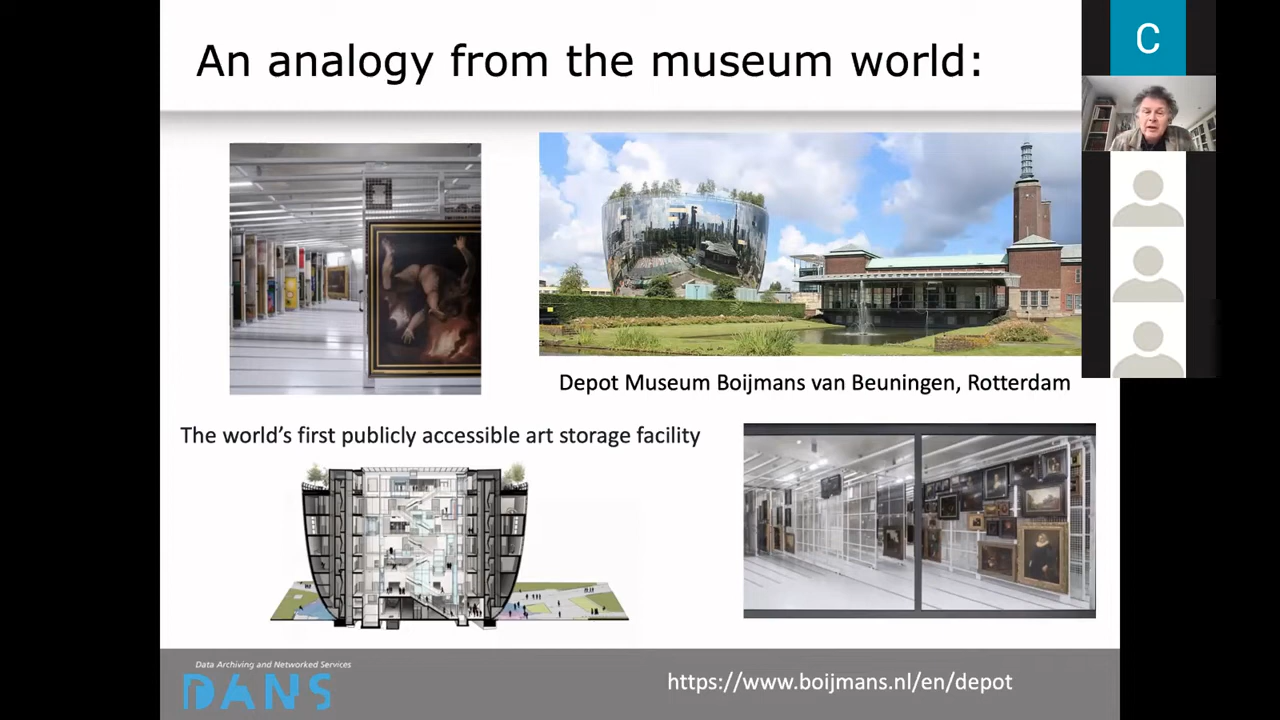 An analogy from the museum world:
C
Depot Museum Boijmans van Beuningen, Rotterdam
The world's first publicly accessible art storage facility
Data Archiving and Networked Services
DANS
https://www.boijmans.nl/en/depot